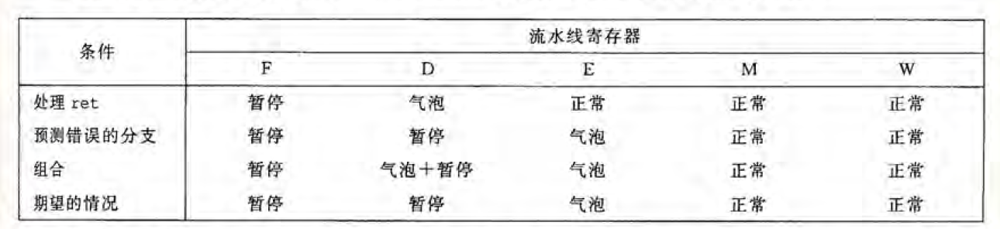 条件 流水线寄存器
F D E M W
处理 ret 暂停 气泡 正常 正常 正常
预测错误的分支 暂停 暂停 气泡 正常 正常
组合 暂停 气泡+暂停 气泡 正常 正常
期望的情况 暂停 暂停 气泡 正常 正常